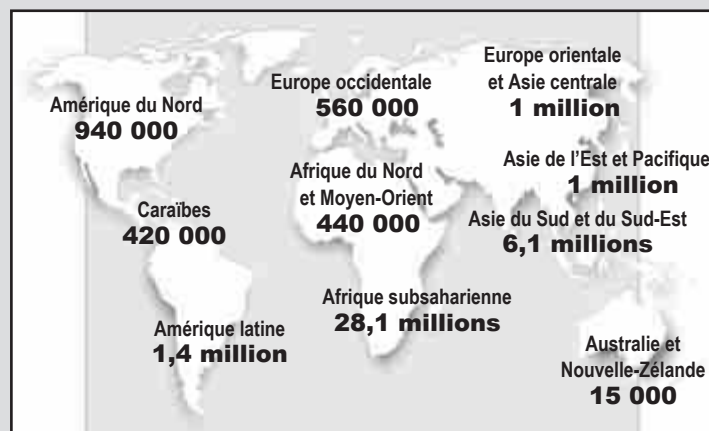 Amérique du Nord
940 000
Europe occidentale
560 000
Europe orientale
et Asie centrale
1 million
Caraïbes
420 000
Afrique du Nord
et Moyen-Orient
440 000
Asie de l'Est et Pacifique
1 million
Asie du Sud et du Sud-Est
6,1 millions
Amérique latine
1,4 million
Afrique subsaharienne
28,1 millions
Australie et
Nouvelle-Zélande
15 000